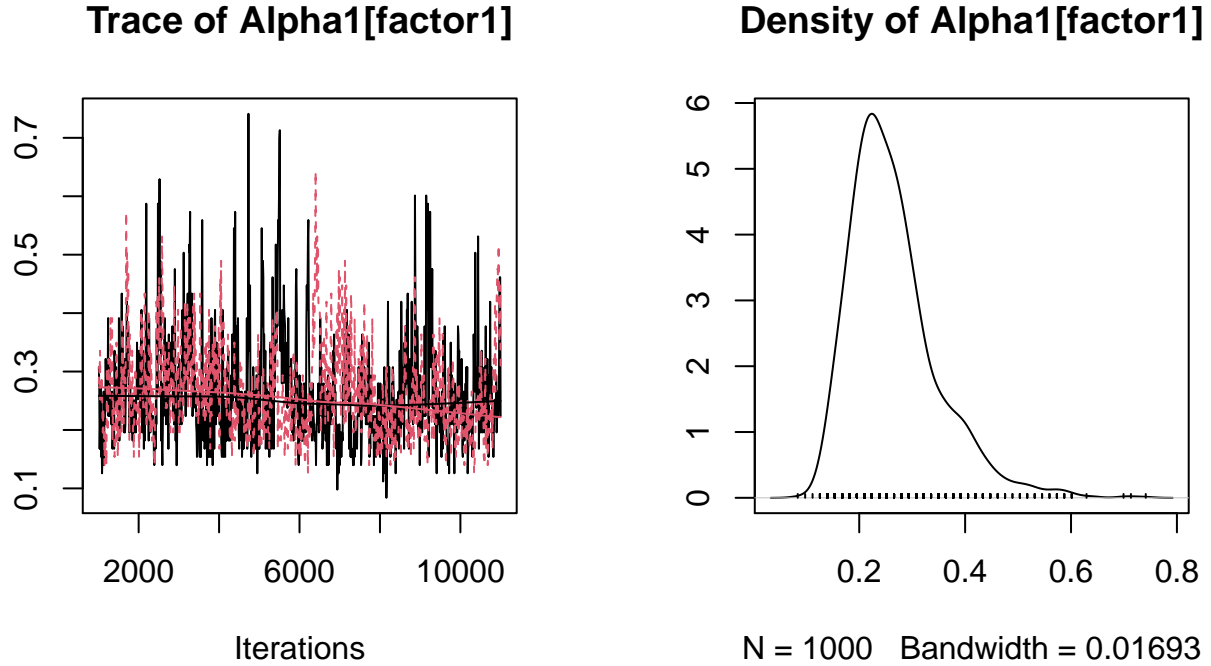 Trace of Alpha1[factor1]
0.7
0.5
0.3
0.1
2000 6000 10000
Iterations
Density of Alpha1[factor1]
6
5
4
3
2
1
0
0.2 0.4 0.6 0.8
N = 1000 Bandwidth = 0.01693